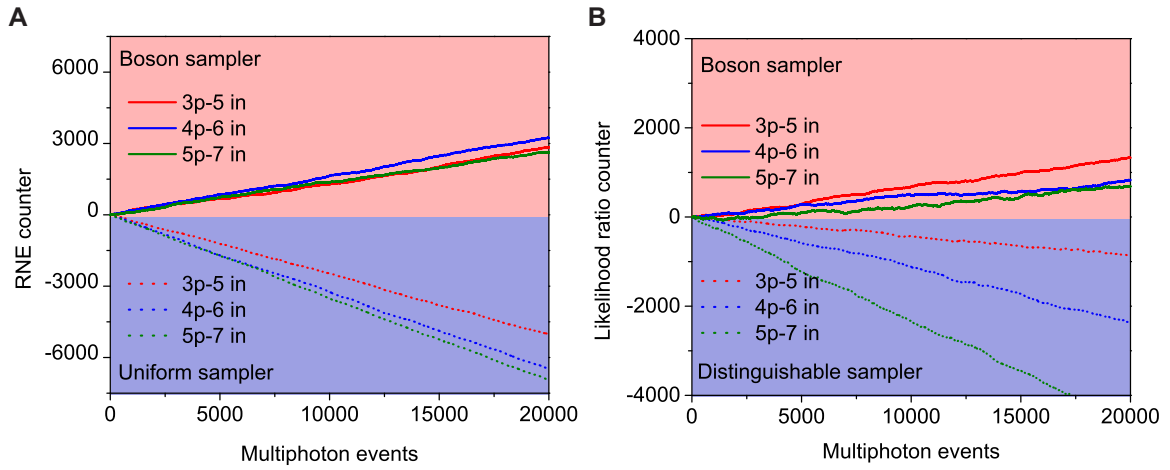 A
RNE counter
6000
3000
0
-3000
-6000
Boson sampler
3p-5 in
4p-6 in
5p-7 in
3p-5 in
4p-6 in
5p-7 in
Uniform sampler
0 5000 10000 15000 20000
Multiphoton events
B
Likelihood ratio counter
4000
2000
0
-2000
-4000
Boson sampler
3p-5 in
4p-6 in
5p-7 in
3p-5 in
4p-6 in
5p-7 in
Distinguishable sampler
0 5000 10000 15000 20000
Multiphoton events